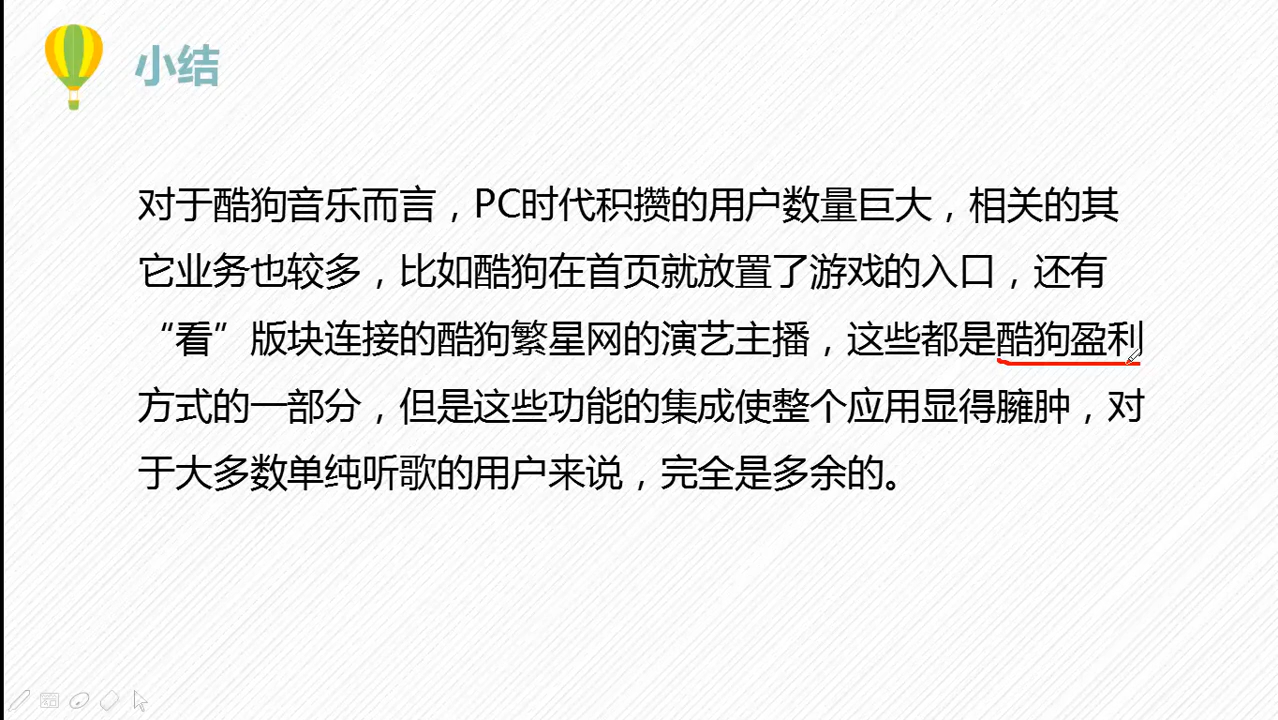 小结
对于酷狗音乐而言，PC时代积攒的用户数量巨大，相关的其
它业务也较多，比如酷狗在首页就放置了游戏的入口，还有
“看”版块连接的酷狗繁星网的演艺主播，这些都是酷狗盈利
方式的一部分，但是这些功能的集成使整个应用显得臃肿，对
于大多数单纯听歌的用户来说，完全是多余的。